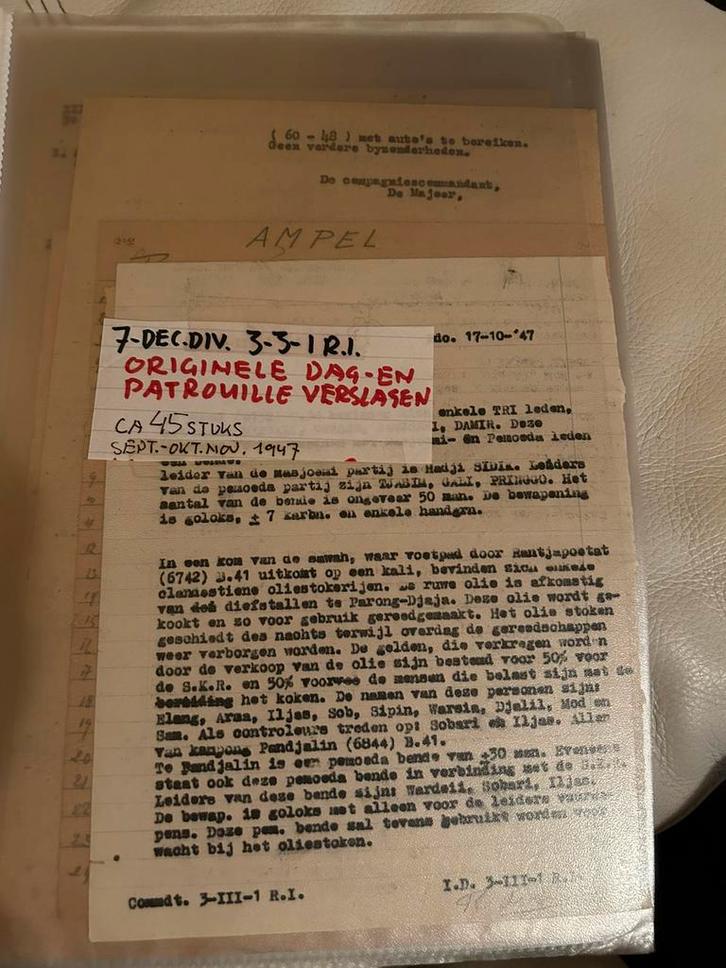 ( 60 - 48 ) met auto's te bereiken.
Geen verdere byzonderheden.
De compagniescommandant,
De Majoor,
AMPEL
7-DEC.DIV. 3-3-1 R.I.
ORIGINELE DAG-EN
PATROUILLE VERSLAGEN
CA 45 STUKS
SEPT.-OKT.NOV. 1947
do. 17-10-'47
enkele TRI leden,
I, DAMIR. Deze
mi- en Pemoeda leden
een bende.
leider van de Masjoemi partij is Hadji SIDIA. Leiders
van de pemoeda partij zijn TJABIM, GALI, PRINGGO. Het
aantal van de bende is ongeveer 50 man. De bewapening
is goloks, ± 7 karbn. en enkele handgrn.
In een kom van de sawah, waar voetpad door Rantjapoetat
(6742) B.41 uitkomt op een kali, bevinden zich enkele
clandestiene oliestokerijen. De ruwe olie is afkomstig
van de diefstallen te Parong-Djaja. Deze olie wordt ge-
kookt en zo voor gebruik gereedgemaakt. Het olie stoken
geschiedt des nachts terwijl overdag de gereedschappen
weer verborgen worden. De gelden, die verkregen worden
door de verkoop van de olie zijn bestemd voor 50% voor
de S.K.R. en 50% voor de mensen die belast zijn met de
bereiding het koken. De namen van deze personen zijn:
Elang, Arma, Iljas, Sob, Sipin, Warsia, Djalil, Mod en
Sam. Als controleurs treden op: Sobari en Iljas. Allen
van kampong Pandjalin (6844) B.41.
Te Pandjalin is een pemoeda bende van ±30 man. Eveneens
staat ook deze pemoeda bende in verbinding met de S.K.R.
Leiders van deze bende sijn: Wardeii, Sobari, Iljas.
De bewap. is goloks met alleen voor de leiders vuurwa-
pens. Deze pem. bende zal tevens gebruikt worden voor
wacht bij het oliestoken.
Commdt. 3-III-1 R.I.
I.D. 3-III-1 R.I.